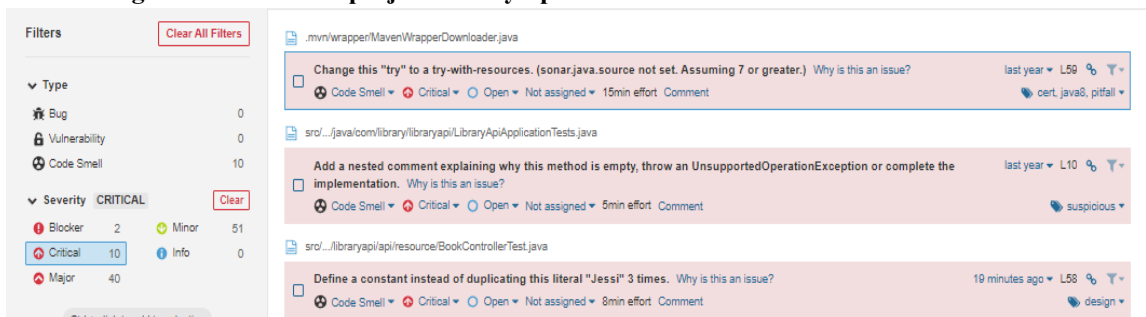 Filters
Clear All Filters
Type
Bug 0
Vulnerability 0
Code Smell 10
Severity CRITICAL Clear
Blocker 2 Minor 51
Critical 10 Info 0
Major 40
.mvn/wrapper/MavenWrapperDownloader.java
Change this "try" to a try-with-resources. (sonar.java.source not set. Assuming 7 or greater.) Why is this an issue? last year L59
Code Smell Critical Open Not assigned 15min effort Comment cert, java8, pitfall
src/.../java/com/library/libraryapi/LibraryApiApplicationTests.java
Add a nested comment explaining why this method is empty, throw an UnsupportedOperationException or complete the last year L10
implementation. Why is this an issue?
Code Smell Critical Open Not assigned 5min effort Comment suspicious
src/.../libraryapi/api/resource/BookControllerTest.java
Define a constant instead of duplicating this literal "Jessi" 3 times. Why is this an issue? 19 minutes ago L58
Code Smell Critical Open Not assigned 8min effort Comment design